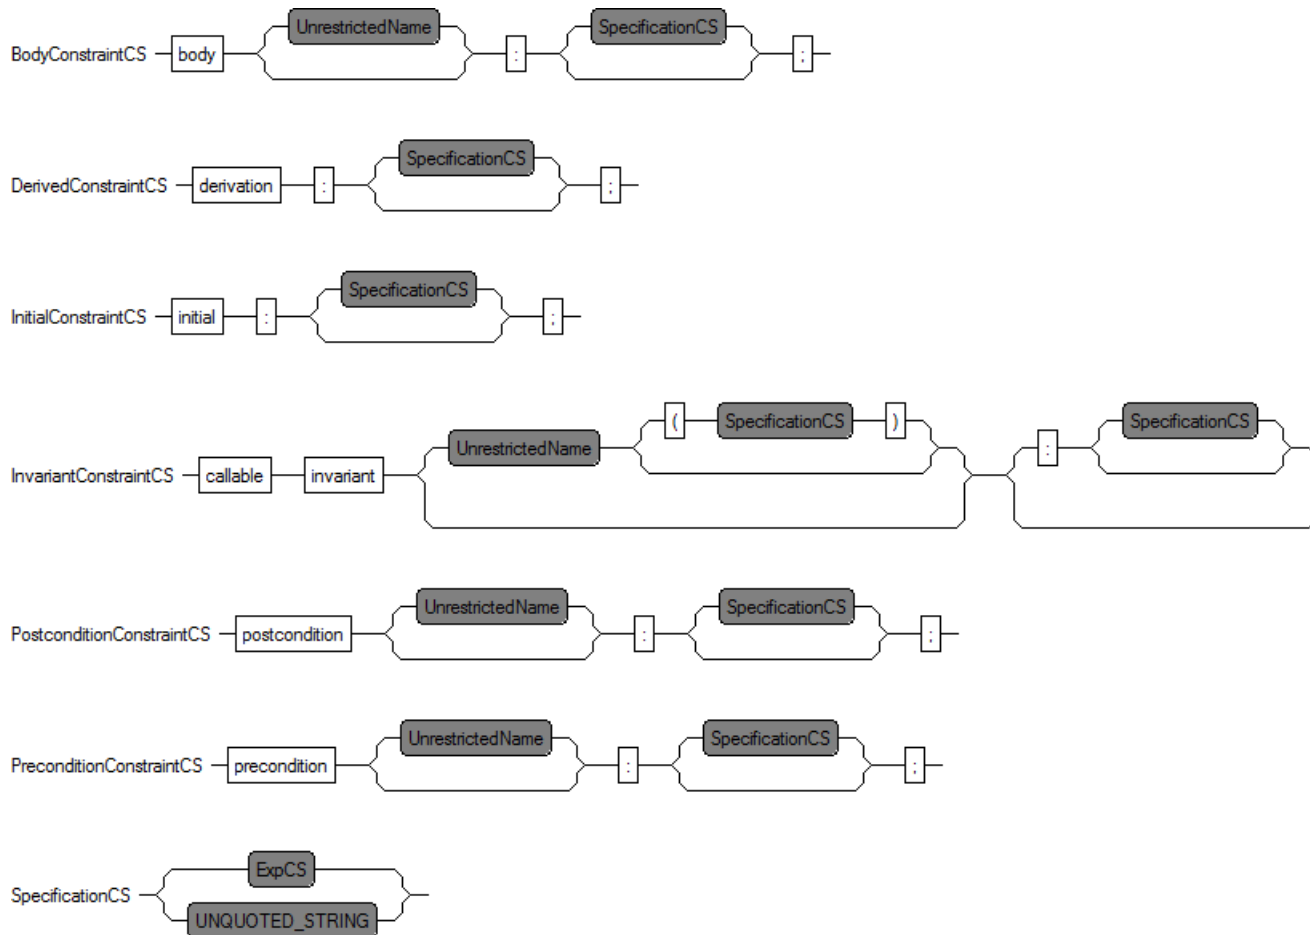 BodyConstraintCS body UnrestrictedName : SpecificationCS ;
DerivedConstraintCS derivation : SpecificationCS ;
InitialConstraintCS initial : SpecificationCS ;
InvariantConstraintCS callable invariant UnrestrictedName ( SpecificationCS ) : SpecificationCS
PostconditionConstraintCS postcondition UnrestrictedName : SpecificationCS ;
PreconditionConstraintCS precondition UnrestrictedName : SpecificationCS ;
SpecificationCS ExpCS
UNQUOTED_STRING